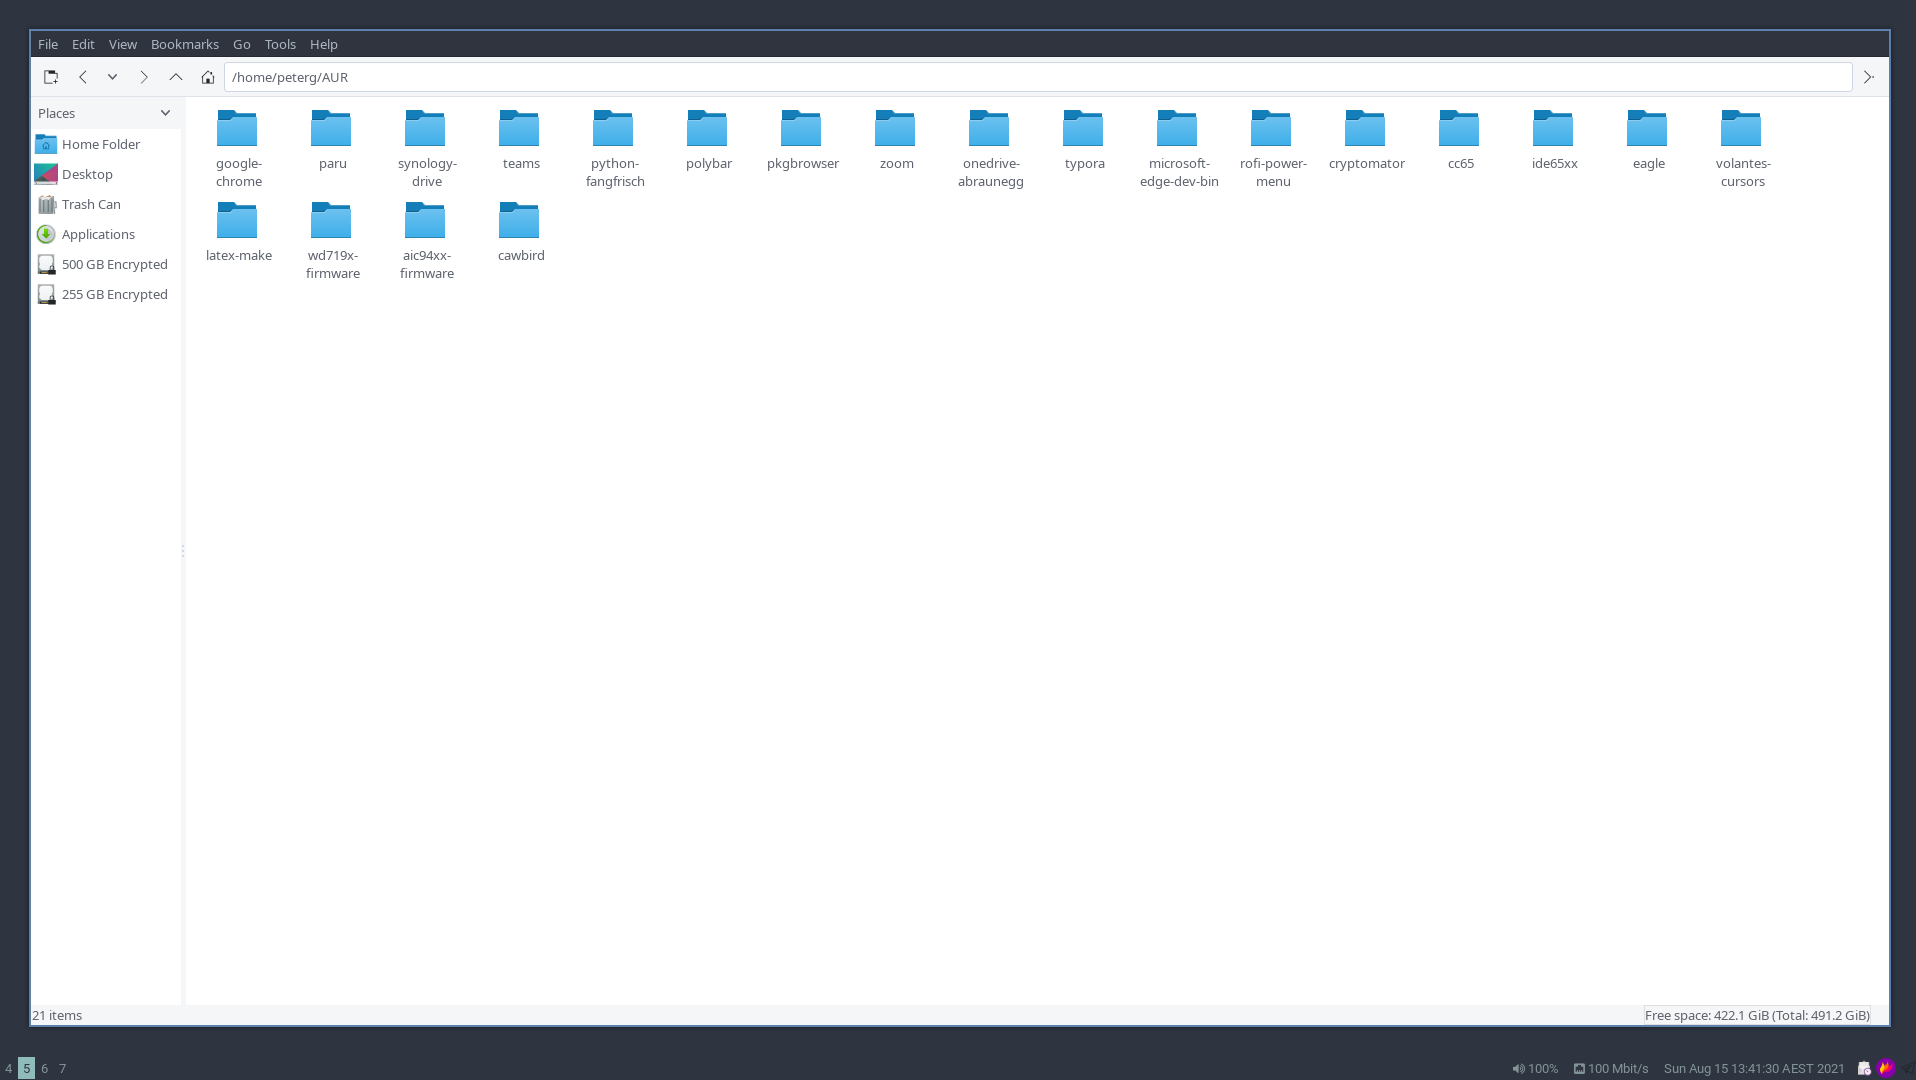 File Edit View Bookmarks Go Tools Help
/home/peterg/AUR
Places
Home Folder
Desktop
Trash Can
Applications
500 GB Encrypted
255 GB Encrypted
google-
chrome
paru
synology-
drive
teams
python-
fangfrisch
polybar
pkgbrowser
zoom
onedrive-
abraunegg
typora
microsoft-
edge-dev-bin
rofi-power-
menu
cryptomator
cc65
ide65xx
eagle
volantes-
cursors
latex-make
wd719x-
firmware
aic94xx-
firmware
cawbird
21 items
Free space: 422.1 GiB (Total: 491.2 GiB)
4 5 6 7
100% 100 Mbit/s Sun Aug 15 13:41:30 AEST 2021